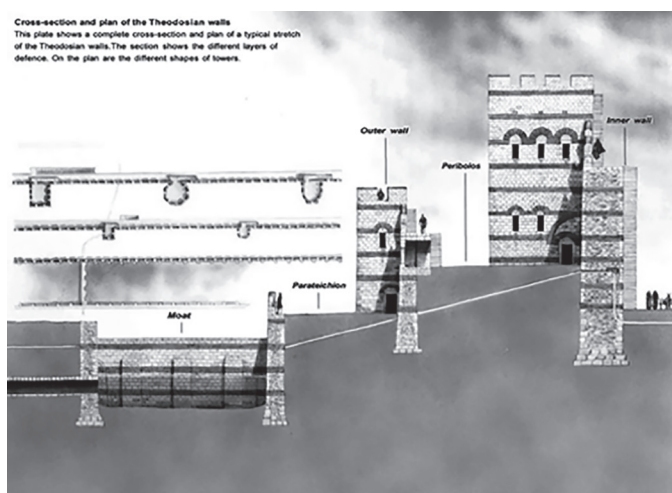 Cross-section and plan of the Theodosian walls
This plate shows a complete cross-section and plan of a typical stretch
of the Theodosian walls.The section shows the different layers of
defence. On the plan are the different shapes of towers.
Outer wall
Inner wall
Peribolos
Parateichion
Moat